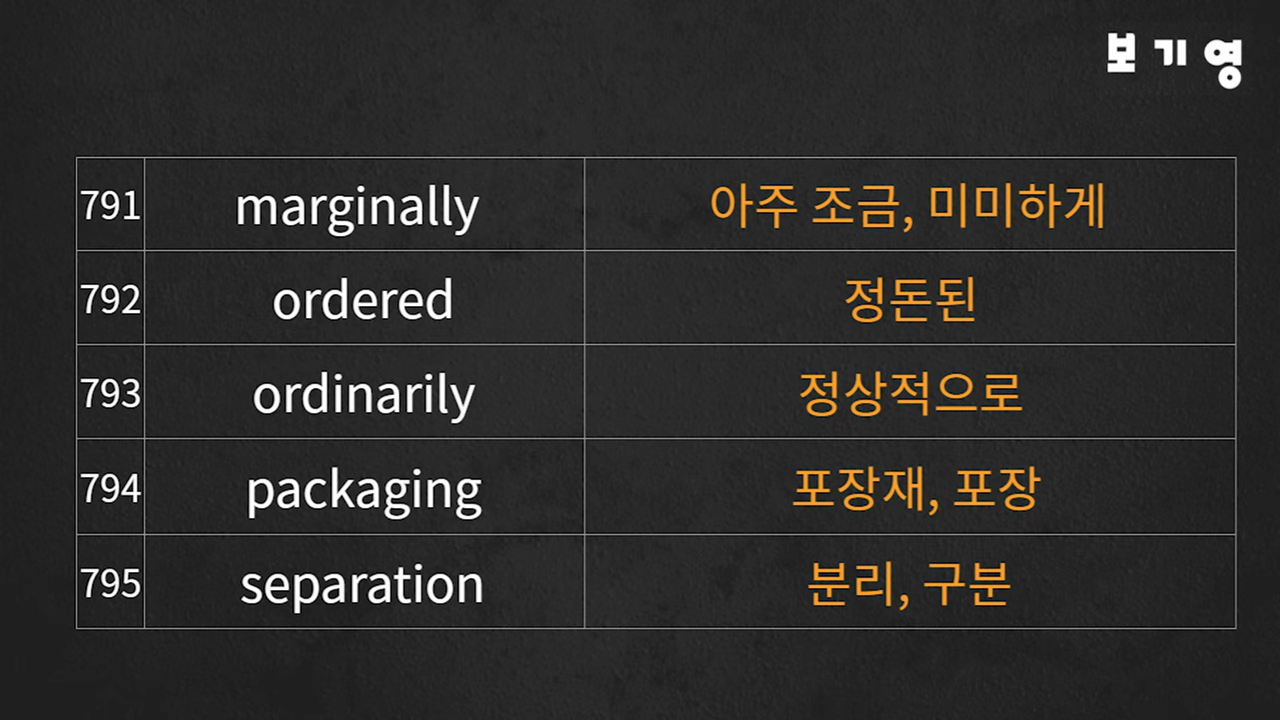 보기영
791 marginally 아주 조금, 미미하게
792 ordered 정돈된
793 ordinarily 정상적으로
794 packaging 포장재, 포장
795 separation 분리, 구분